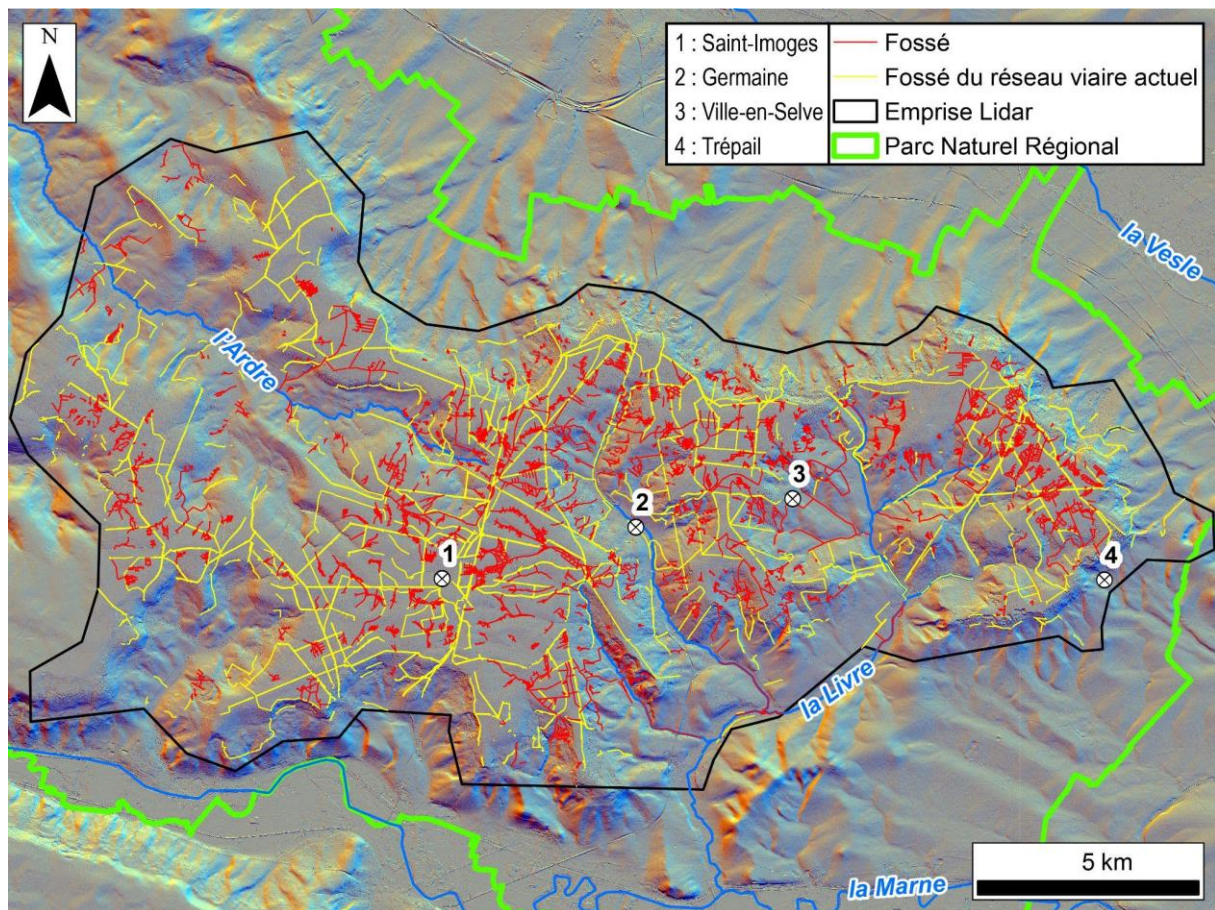 N
1 : Saint-Imoges
2 : Germaine
3 : Ville-en-Selve
4 : Trépail
Fossé
Fossé du réseau viaire actuel
Emprise Lidar
Parc Naturel Régional
la Vesle
l'Ardre
3
2
1
4
la Livre
5 km
la Marne